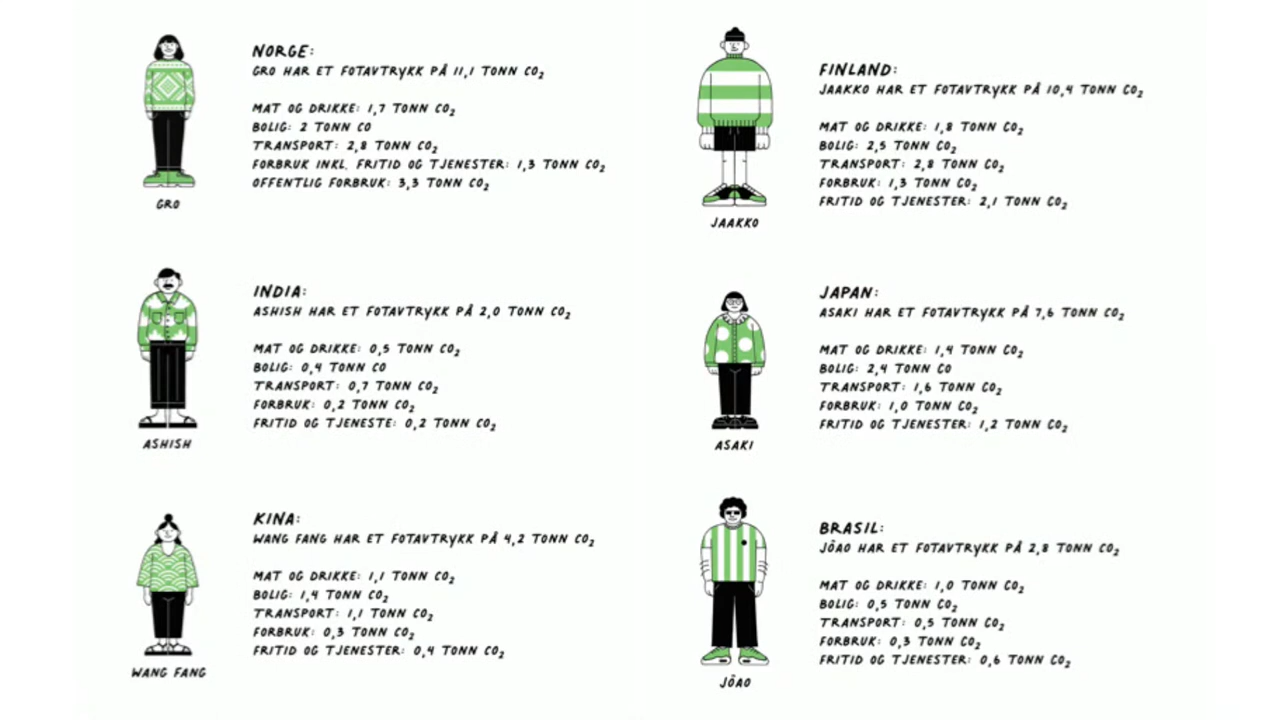 NORGE:
GRO HAR ET FOTAVTRYKK PÅ 11,1 TONN CO₂
MAT OG DRIKKE: 1,7 TONN CO₂
BOLIG: 2 TONN CO
TRANSPORT: 2,8 TONN CO₂
FORBRUK INKL. FRITID OG TJENESTER: 1,3 TONN CO₂
OFFENTLIG FORBRUK: 3,3 TONN CO₂
GRO
FINLAND:
JAAKKO HAR ET FOTAVTRYKK PÅ 10,4 TONN CO₂
MAT OG DRIKKE: 1,8 TONN CO₂
BOLIG: 2,5 TONN CO₂
TRANSPORT: 2,8 TONN CO₂
FORBRUK: 1,3 TONN CO₂
FRITID OG TJENESTER: 2,1 TONN CO₂
JAAKKO
INDIA:
ASHISH HAR ET FOTAVTRYKK PÅ 2,0 TONN CO₂
MAT OG DRIKKE: 0,5 TONN CO₂
BOLIG: 0,4 TONN CO
TRANSPORT: 0,7 TONN CO₂
FORBRUK: 0,2 TONN CO₂
FRITID OG TJENESTE: 0,2 TONN CO₂
ASHISH
JAPAN:
ASAKI HAR ET FOTAVTRYKK PÅ 7,6 TONN CO₂
MAT OG DRIKKE: 1,4 TONN CO₂
BOLIG: 2,4 TONN CO
TRANSPORT: 1,6 TONN CO₂
FORBRUK: 1,0 TONN CO₂
FRITID OG TJENESTER: 1,2 TONN CO₂
ASAKI
KINA:
WANG FANG HAR ET FOTAVTRYKK PÅ 4,2 TONN CO₂
MAT OG DRIKKE: 1,1 TONN CO₂
BOLIG: 1,4 TONN CO₂
TRANSPORT: 1,1 TONN CO₂
FORBRUK: 0,3 TONN CO₂
FRITID OG TJENESTER: 0,4 TONN CO₂
WANG FANG
BRASIL:
JÕAO HAR ET FOTAVTRYKK PÅ 2,8 TONN CO₂
MAT OG DRIKKE: 1,0 TONN CO₂
BOLIG: 0,5 TONN CO₂
TRANSPORT: 0,5 TONN CO₂
FORBRUK: 0,3 TONN CO₂
FRITID OG TJENESTER: 0,6 TONN CO₂
JÕAO